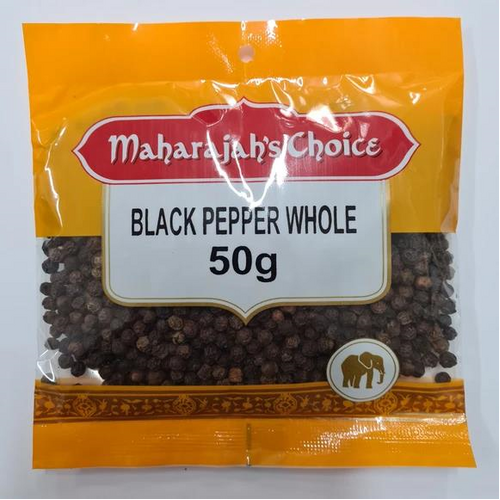 Maharajah's Choice
BLACK PEPPER WHOLE
50g